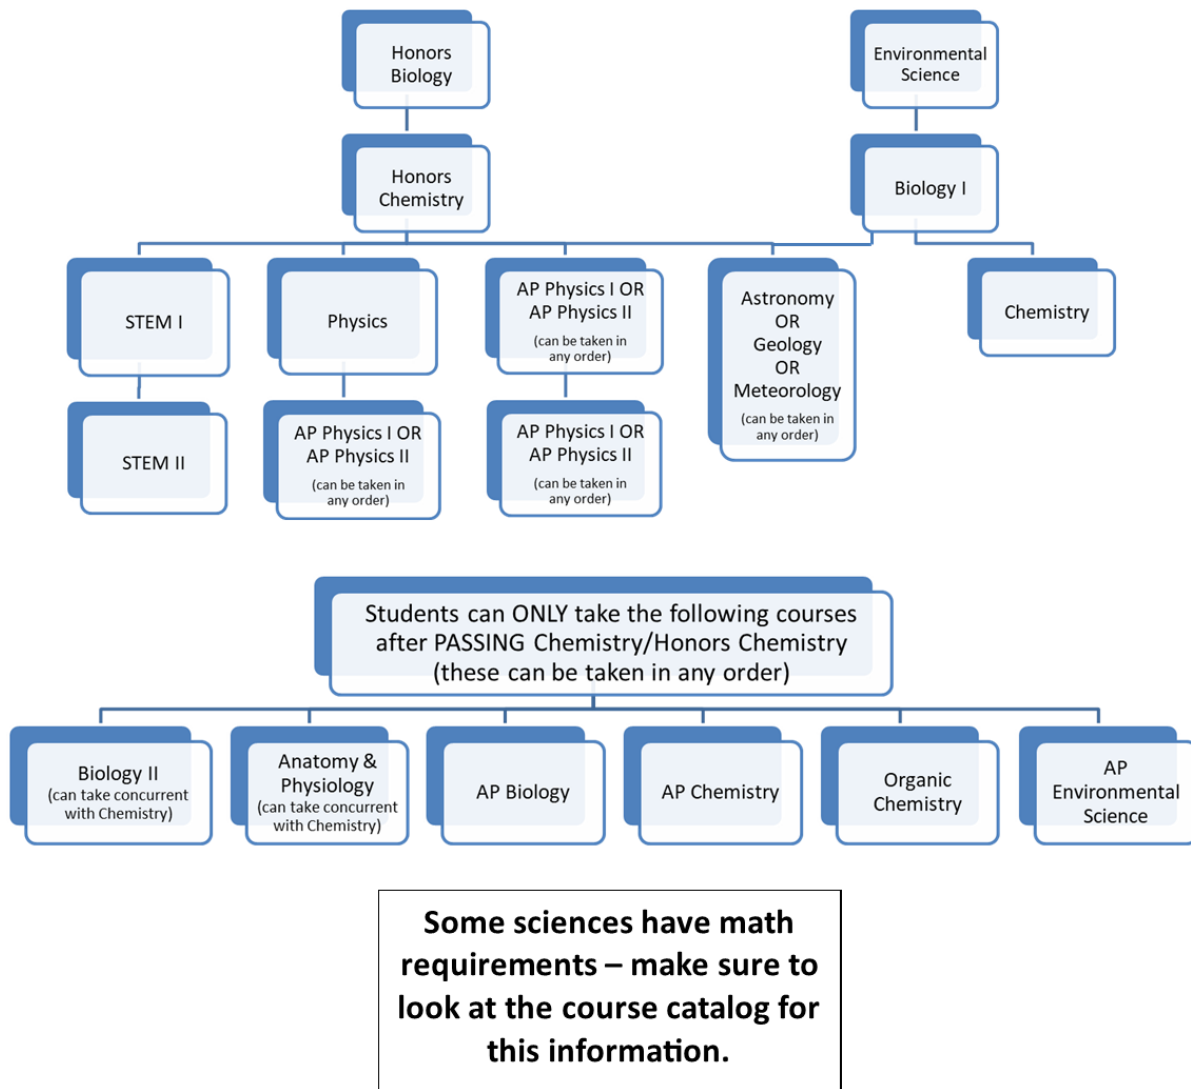 Honors
Biology
Environmental
Science
Honors
Chemistry
Biology I
STEM I
Physics
AP Physics I OR
AP Physics II
(can be taken in
any order)
Astronomy
OR
Geology
OR
Meteorology
(can be taken in
any order)
Chemistry
STEM II
AP Physics I OR
AP Physics II
(can be taken in
any order)
AP Physics I OR
AP Physics II
(can be taken in
any order)
Students can ONLY take the following courses
after PASSING Chemistry/Honors Chemistry
(these can be taken in any order)
Biology II
(can take concurrent
with Chemistry)
Anatomy &
Physiology
(can take concurrent
with Chemistry)
AP Biology
AP Chemistry
Organic
Chemistry
AP
Environmental
Science
Some sciences have math
requirements – make sure to
look at the course catalog for
this information.